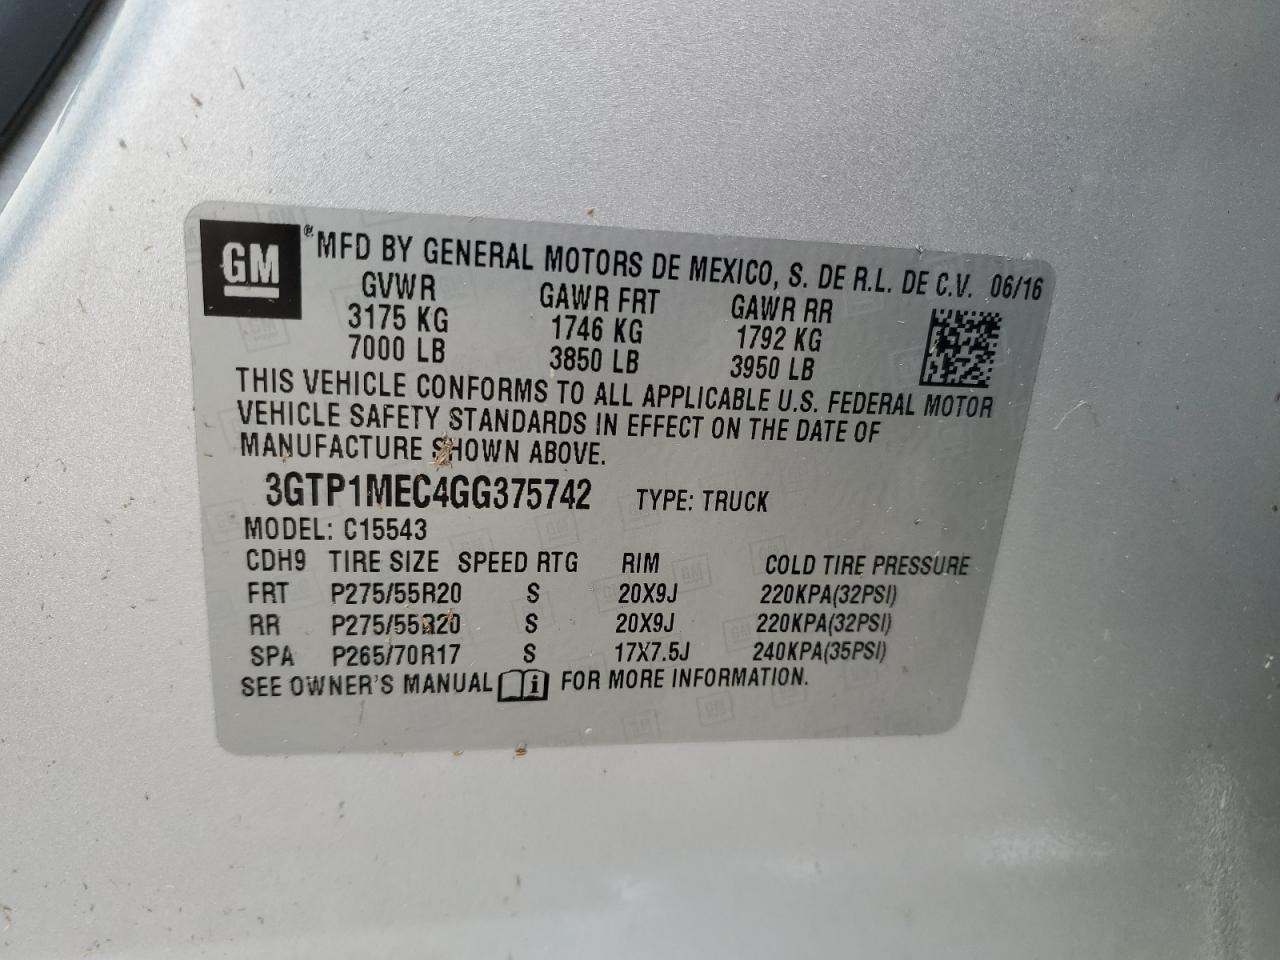 GM
® MFD BY GENERAL MOTORS DE MEXICO, S. DE R.L. DE C.V. 06/16
GVWR GAWR FRT GAWR RR
3175 KG 1746 KG 1792 KG
7000 LB 3850 LB 3950 LB
THIS VEHICLE CONFORMS TO ALL APPLICABLE U.S. FEDERAL MOTOR
VEHICLE SAFETY STANDARDS IN EFFECT ON THE DATE OF
MANUFACTURE SHOWN ABOVE.
3GTP1MEC4GG375742 TYPE: TRUCK
MODEL: C15543
CDH9 TIRE SIZE SPEED RTG RIM COLD TIRE PRESSURE
FRT P275/55R20 S 20X9J 220KPA(32PSI)
RR P275/55R20 S 20X9J 220KPA(32PSI)
SPA P265/70R17 S 17X7.5J 240KPA(35PSI)
SEE OWNER'S MANUAL i FOR MORE INFORMATION.